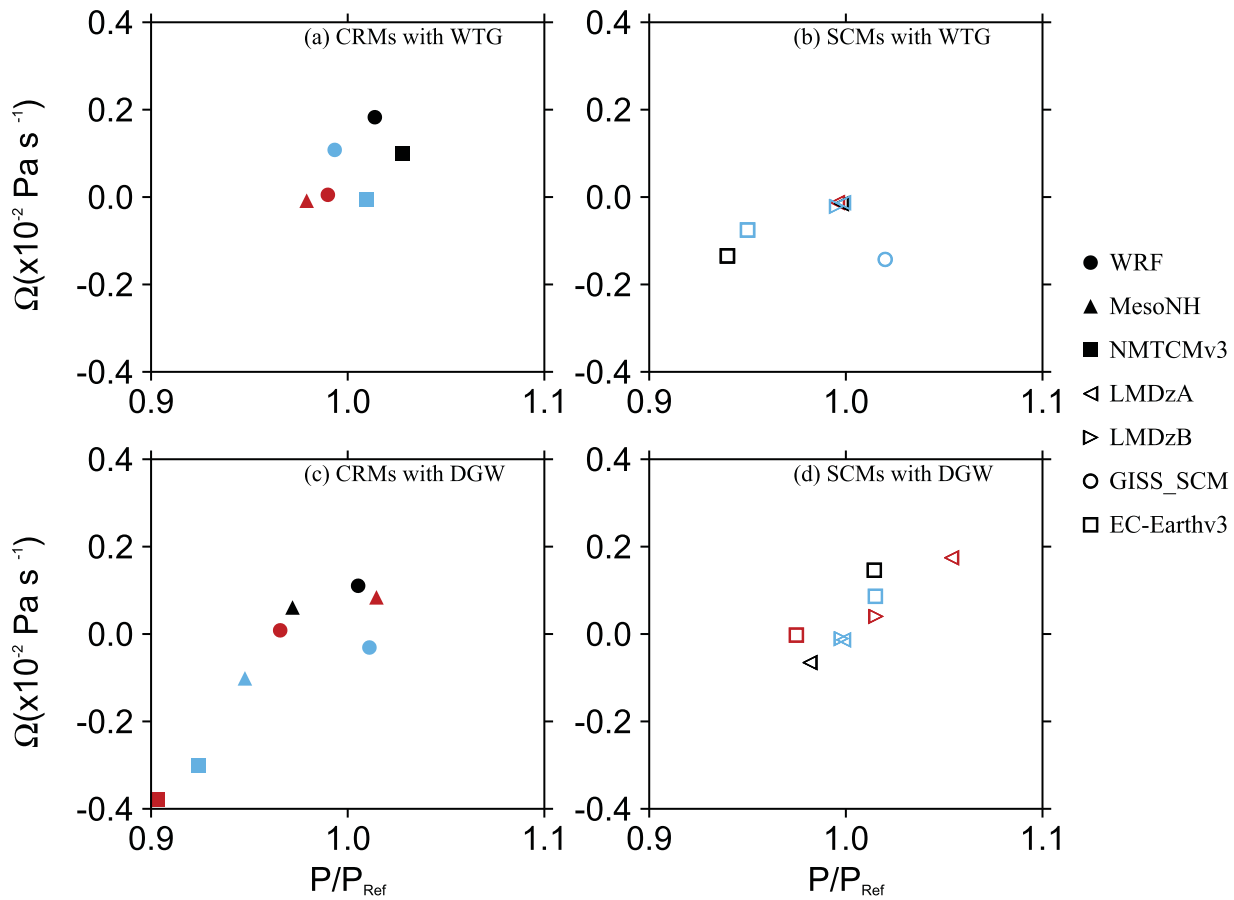 0.4
0.2
0.0
-0.2
-0.4
0.9
1.0
1.1
Ω(x10⁻² Pa s⁻¹)
(a) CRMs with WTG
0.4
0.2
0.0
-0.2
-0.4
0.9
1.0
1.1
(b) SCMs with WTG
WRF
MesoNH
NMTCMv3
LMDzA
LMDzB
GISS_SCM
EC-Earthv3
0.4
0.2
0.0
-0.2
-0.4
0.9
1.0
1.1
Ω(x10⁻² Pa s⁻¹)
(c) CRMs with DGW
P/P_Ref
0.4
0.2
0.0
-0.2
-0.4
0.9
1.0
1.1
(d) SCMs with DGW
P/P_Ref